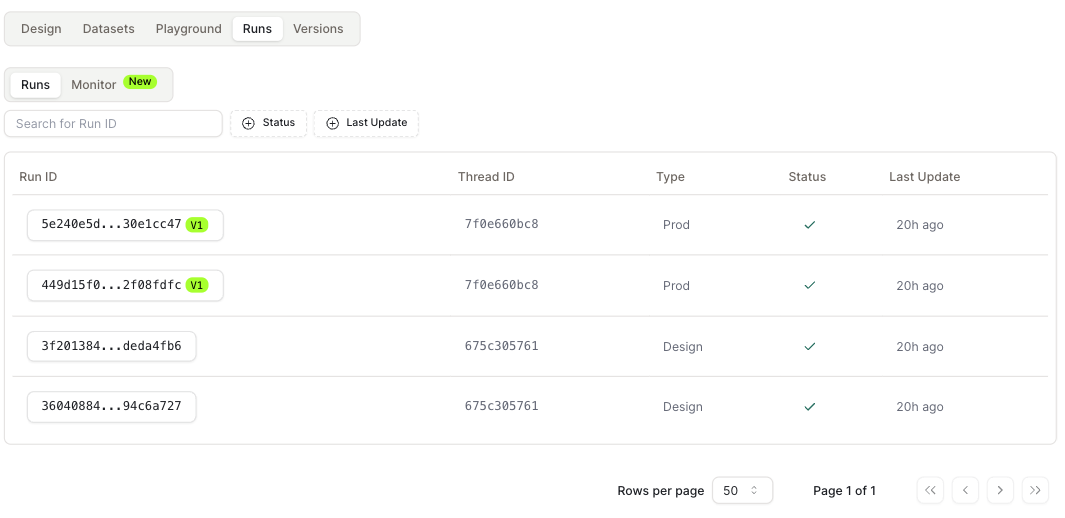 Design Datasets Playground Runs Versions
Runs Monitor New
Search for Run ID Status Last Update
Run ID Thread ID Type Status Last Update
5e240e5d...30e1cc47 V1 7f0e660bc8 Prod 20h ago
449d15f0...2f08fdfc V1 7f0e660bc8 Prod 20h ago
3f201384...deda4fb6 675c305761 Design 20h ago
36040884...94c6a727 675c305761 Design 20h ago
Rows per page 50 Page 1 of 1